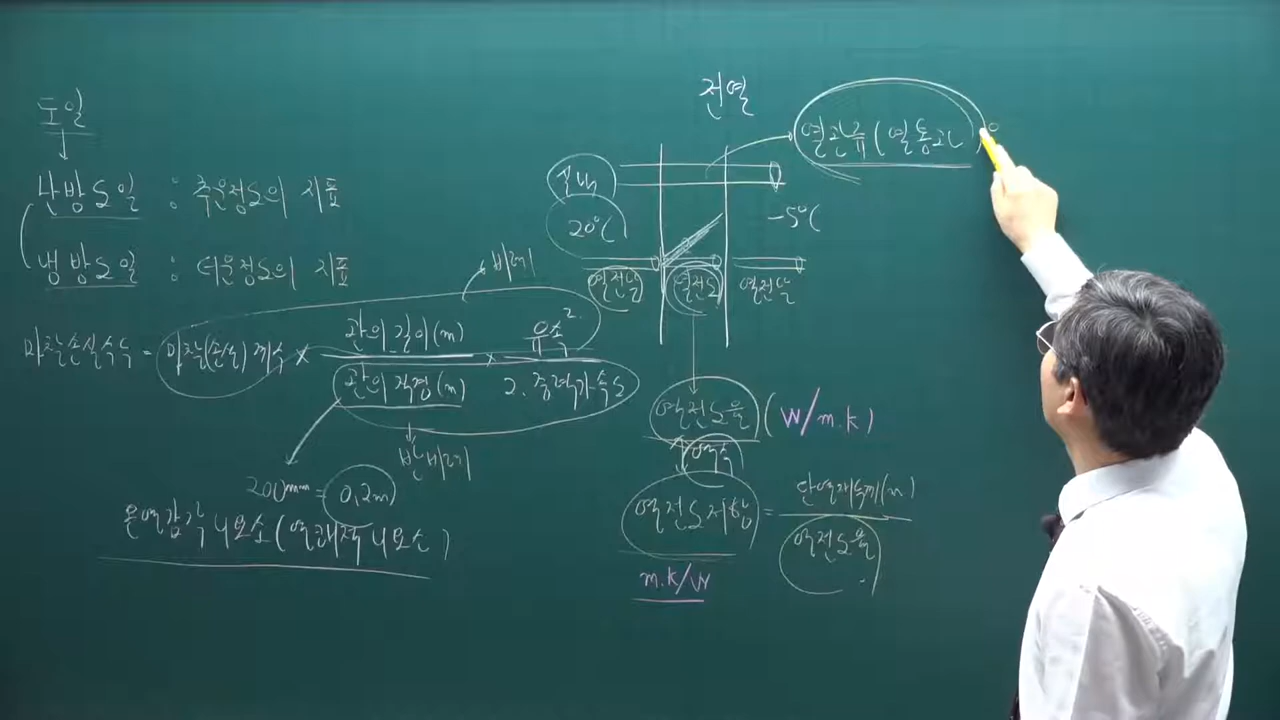 도일
난방도일 : 추운정도의 지표
냉방도일 : 더운정도의 지표
비례
마찰손실수두 = 마찰(손실)계수 × 관의 길이(m) × 유속²
관의 직경(m) 2. 중력가속도
반비례
200mm = 0.2m)
온열감각 4요소(열쾌적 4요소)
전열
열관류(열통과)
실내
20℃
-5℃
열전달 열전도 열전달
열전도율 (W/m.k)
역수
열전도저항 = 단열재두께(m)
열전도율
m.k/W